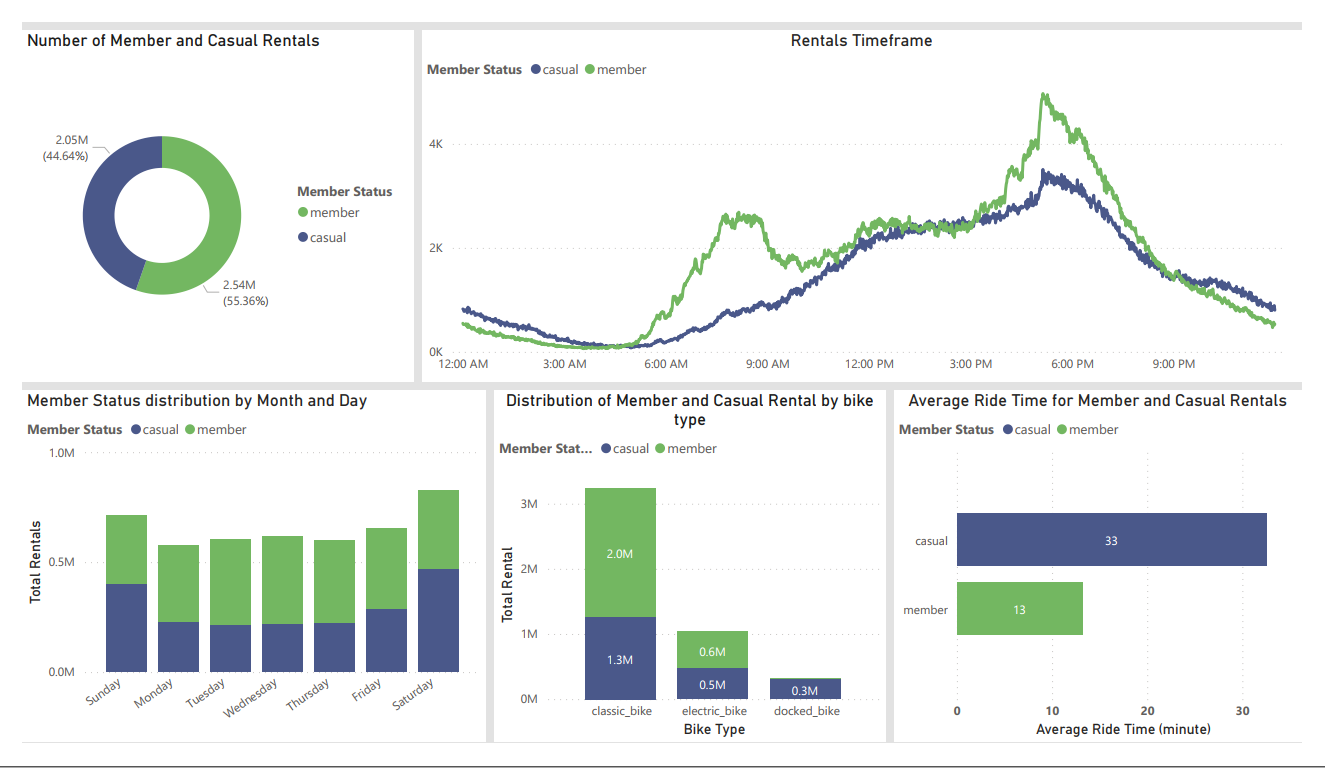 Number of Member and Casual Rentals
2.05M
(44.64%)
Member Status
member
casual
2.54M
(55.36%)
Rentals Timeframe
Member Status casual member
4K
2K
0K
12:00 AM 3:00 AM 6:00 AM 9:00 AM 12:00 PM 3:00 PM 6:00 PM 9:00 PM
Member Status distribution by Month and Day
Member Status casual member
1.0M
0.5M
0.0M
Total Rentals
Sunday Monday Tuesday Wednesday Thursday Friday Saturday
Distribution of Member and Casual Rental by bike
type
Member Stat... casual member
3M
2M
1M
0M
Total Rental
2.0M
1.3M
0.6M
0.5M
0.3M
classic_bike electric_bike docked_bike
Bike Type
Average Ride Time for Member and Casual Rentals
Member Status casual member
casual 33
member 13
0 10 20 30
Average Ride Time (minute)